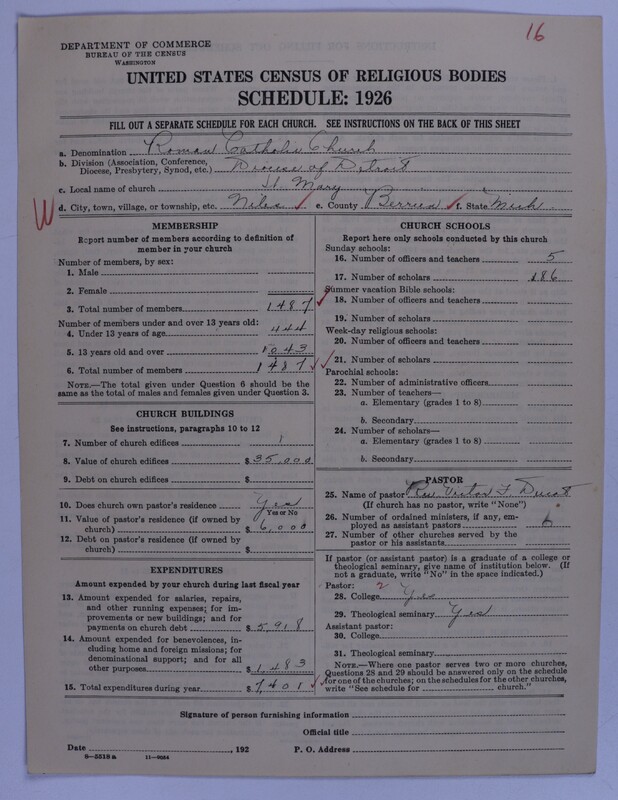 16
DEPARTMENT OF COMMERCE
BUREAU OF THE CENSUS
WASHINGTON
UNITED STATES CENSUS OF RELIGIOUS BODIES
SCHEDULE: 1926
FILL OUT A SEPARATE SCHEDULE FOR EACH CHURCH. SEE INSTRUCTIONS ON THE BACK OF THIS SHEET
a. Denomination Roman Catholic Church
b. Division (Association, Conference, Diocese, Presbytery, Synod, etc.) Diocese of Detroit
c. Local name of church St. Mary
W d. City, town, village, or township, etc. Niles e. County Berrien f. State Mich
MEMBERSHIP
Report number of members according to definition of
member in your church
Number of members, by sex:
1. Male
2. Female
3. Total number of members 1487
Number of members under and over 13 years old:
4. Under 13 years of age 444
5. 13 years old and over 1043
6. Total number of members 1487
NOTE.—The total given under Question 6 should be the
same as the total of males and females given under Question 3.
CHURCH BUILDINGS
See instructions, paragraphs 10 to 12
7. Number of church edifices 1
8. Value of church edifices $35,000
9. Debt on church edifices $
10. Does church own pastor's residence? Yes
Yes or No
11. Value of pastor's residence (if owned by
church) $6,000
12. Debt on pastor's residence (if owned by
church) $
EXPENDITURES
Amount expended by your church during last fiscal year
13. Amount expended for salaries, repairs,
and other running expenses; for im-
provements or new buildings; and for
payments on church debt $5,918
14. Amount expended for benevolences, in-
cluding home and foreign missions; for
denominational support; and for all
other purposes $1,483
15. Total expenditures during year $7,401
CHURCH SCHOOLS
Report here only schools conducted by this church
Sunday schools:
16. Number of officers and teachers 5
17. Number of scholars 186
Summer vacation Bible schools:
18. Number of officers and teachers
19. Number of scholars
Week-day religious schools:
20. Number of officers and teachers
21. Number of scholars
Parochial schools:
22. Number of administrative officers
23. Number of teachers—
a. Elementary (grades 1 to 8)
b. Secondary
24. Number of scholars—
a. Elementary (grades 1 to 8)
b. Secondary
PASTOR
25. Name of pastor Rev Victor F. Ducat
(If church has no pastor, write "None")
26. Number of ordained ministers, if any, em-
ployed as assistant pastors
27. Number of other churches served by the
pastor or his assistants
If pastor (or assistant pastor) is a graduate of a college or
theological seminary, give name of institution below. (If
not a graduate, write "No" in the space indicated.)
Pastor: 2
28. College Yes
29. Theological seminary Yes
Assistant pastor:
30. College
31. Theological seminary
NOTE.—Where one pastor serves two or more churches,
Questions 28 and 29 should be answered only on the schedule
for one of the churches; on the schedules for the other churches,
write "See schedule for church."
Signature of person furnishing information
Official title
Date , 192 P. O. Address
8—5518 a 11—9024